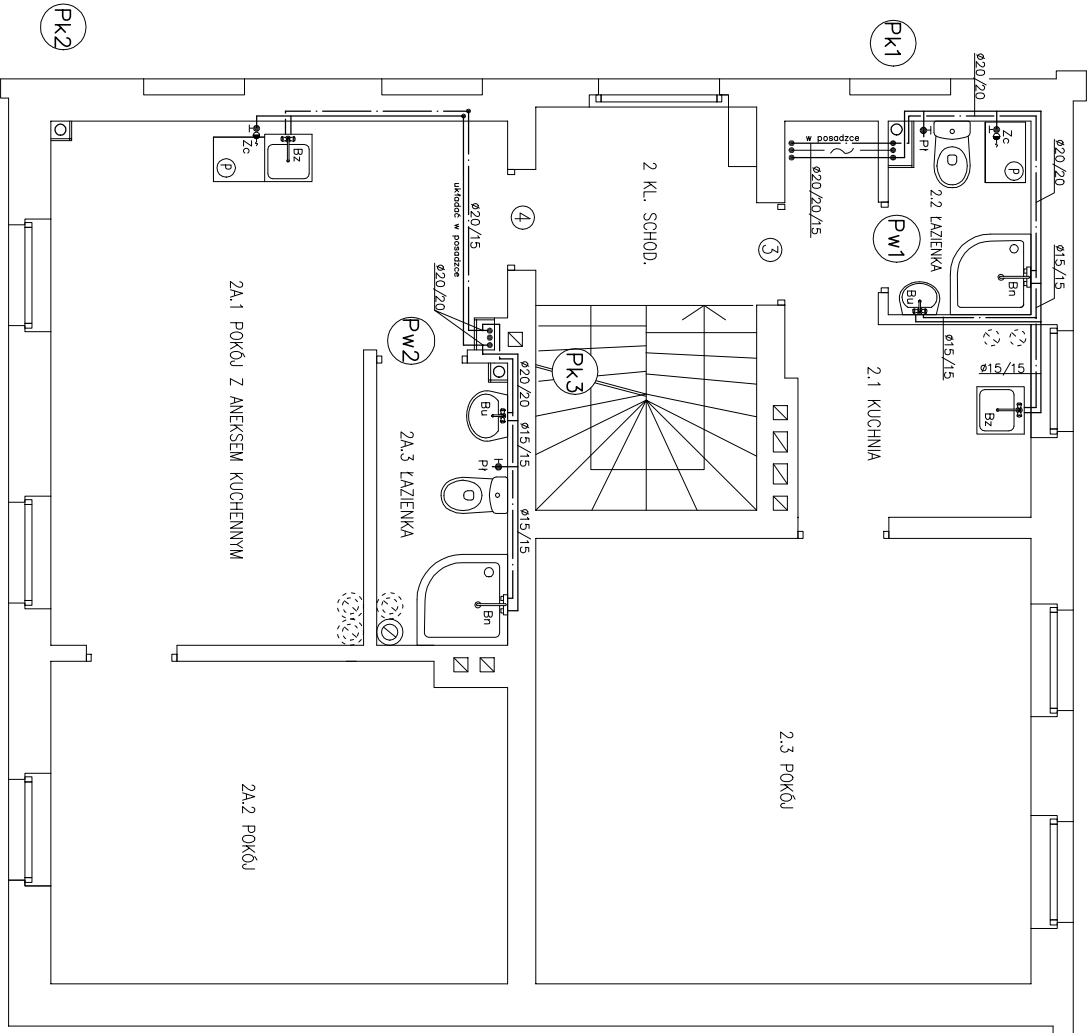 Pk2
Pk1
ø20/20
ø20/20
ø15/15
Zc
P
Pł
w posadzce
ø20/20/15
2.2 ŁAZIENKA
Pw1
Bn
Bu
ø15/15
ø15/15
Bz
2.1 KUCHNIA
3
2 KL. SCHOD.
4
Zc
Bz
P
ø20/15
układać w posadzce
ø20/20
2A.1 POKÓJ Z ANEKSEM KUCHENNYM
Pw2
Pk3
ø20/20
Bu
ø15/15
Pł
2A.3 ŁAZIENKA
ø15/15
Bn
2.3 POKÓJ
2A.2 POKÓJ